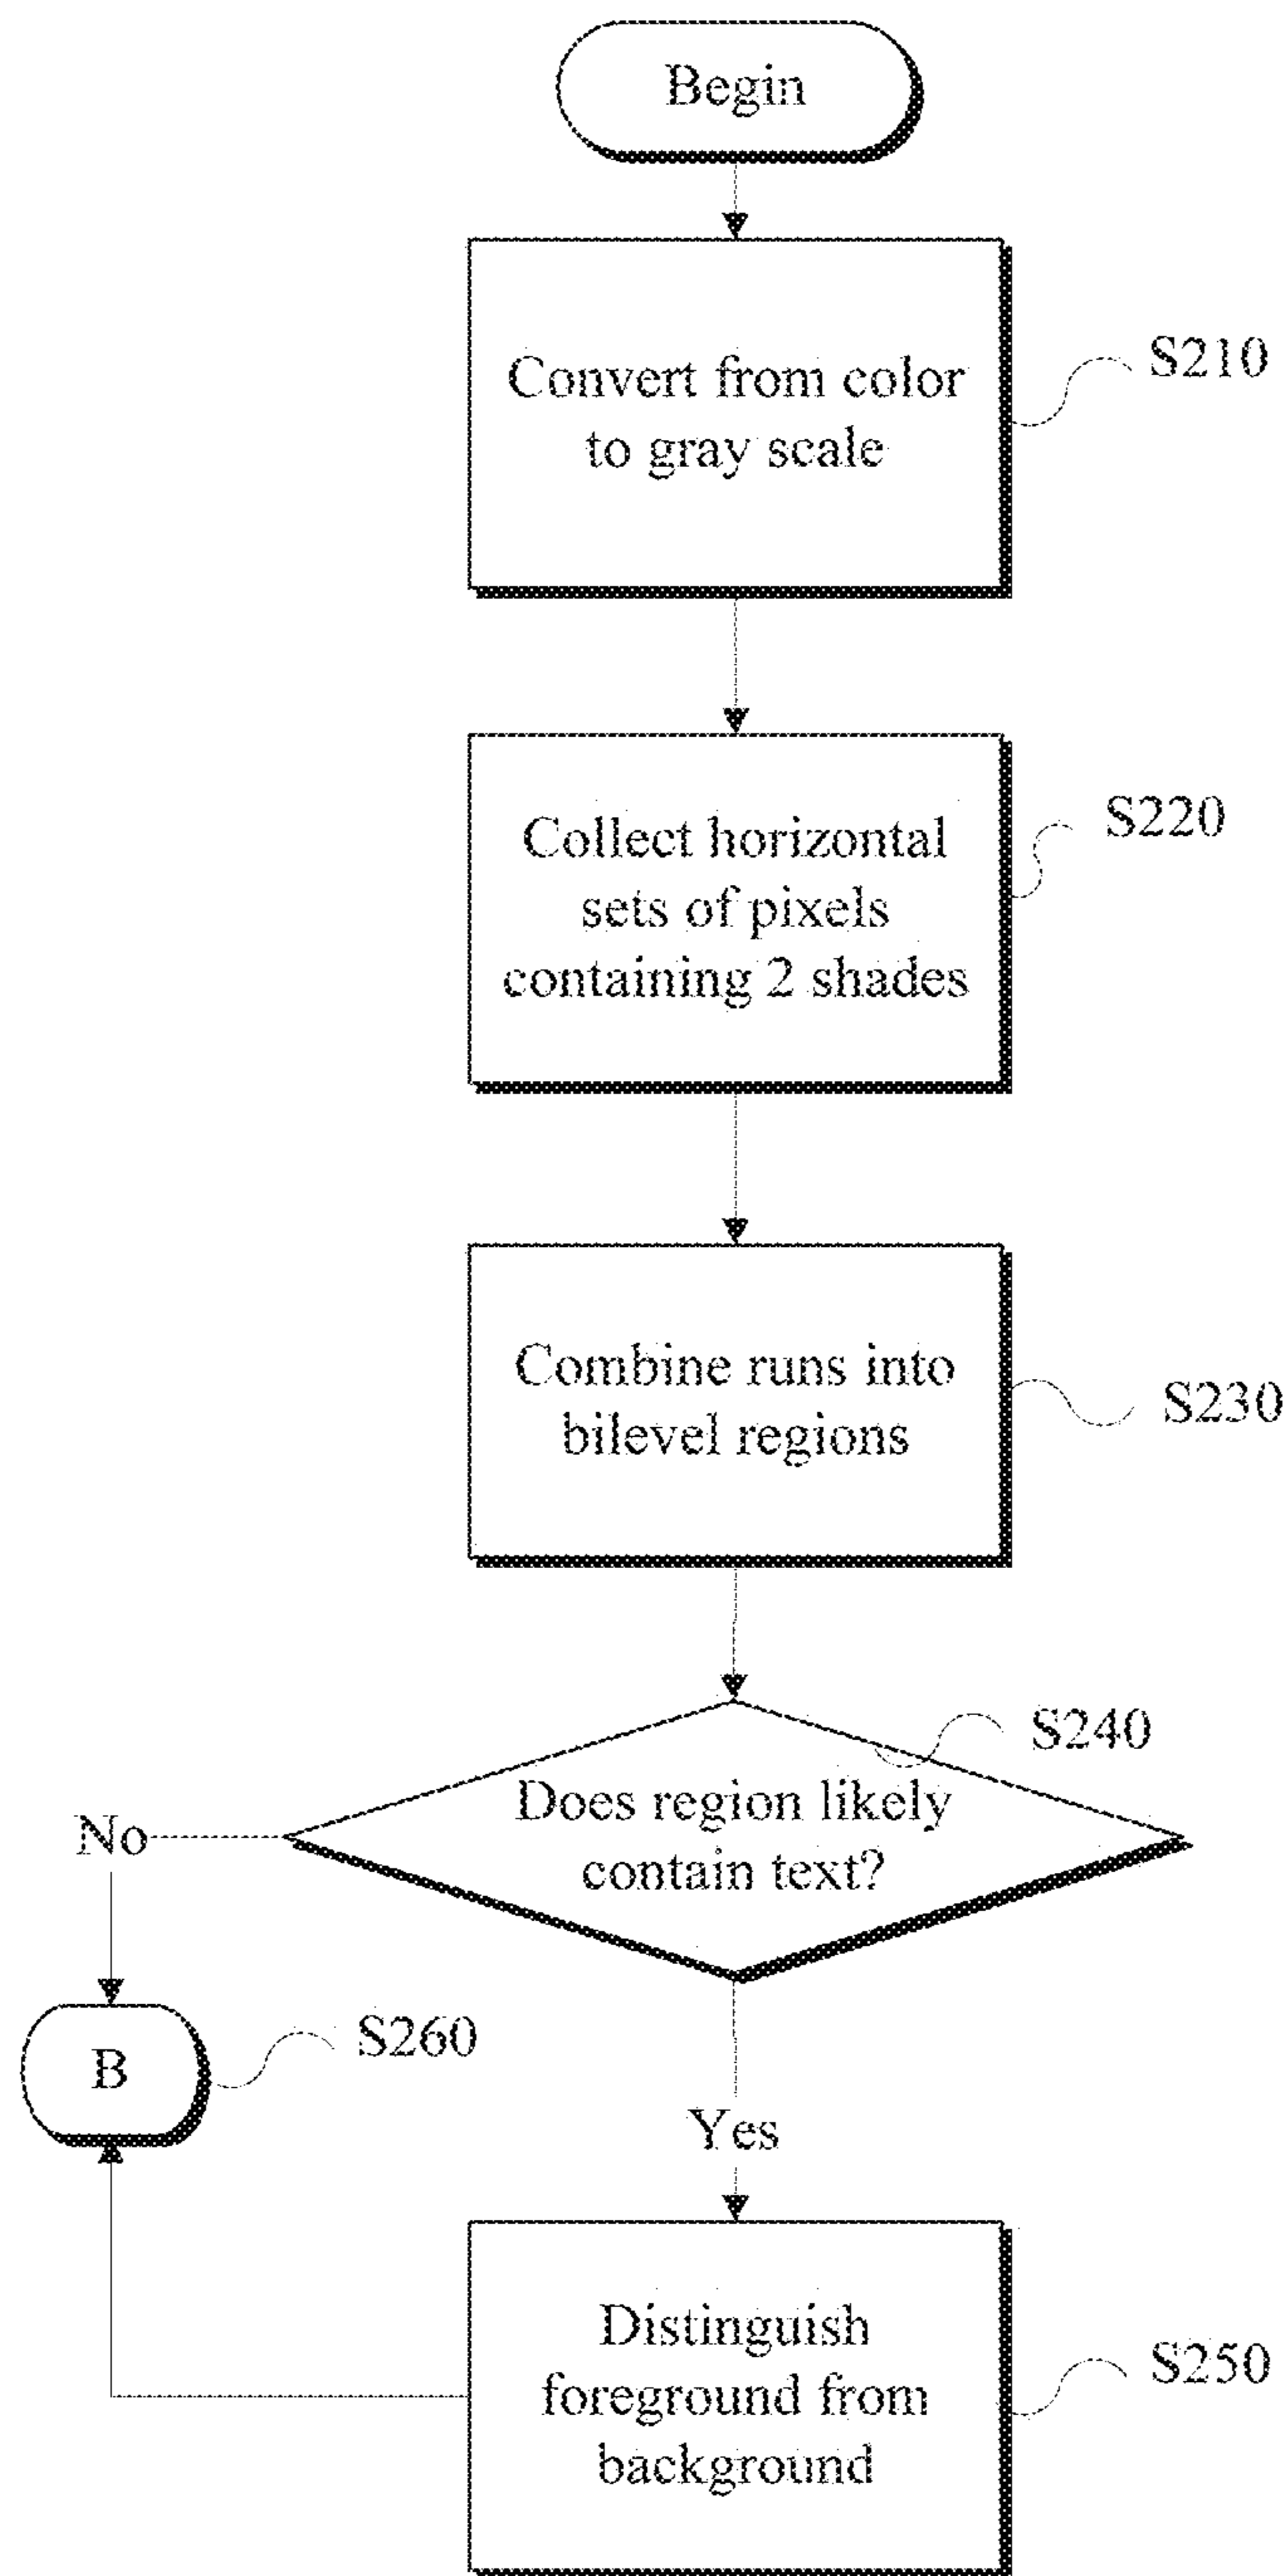 Begin
Convert from color
to gray scale
S210
Collect horizontal
sets of pixels
containing 2 shades
S220
Combine runs into
bilevel regions
S230
S240
Does region likely
contain text?
No
B
S260
Yes
Distinguish
foreground from
background
S250